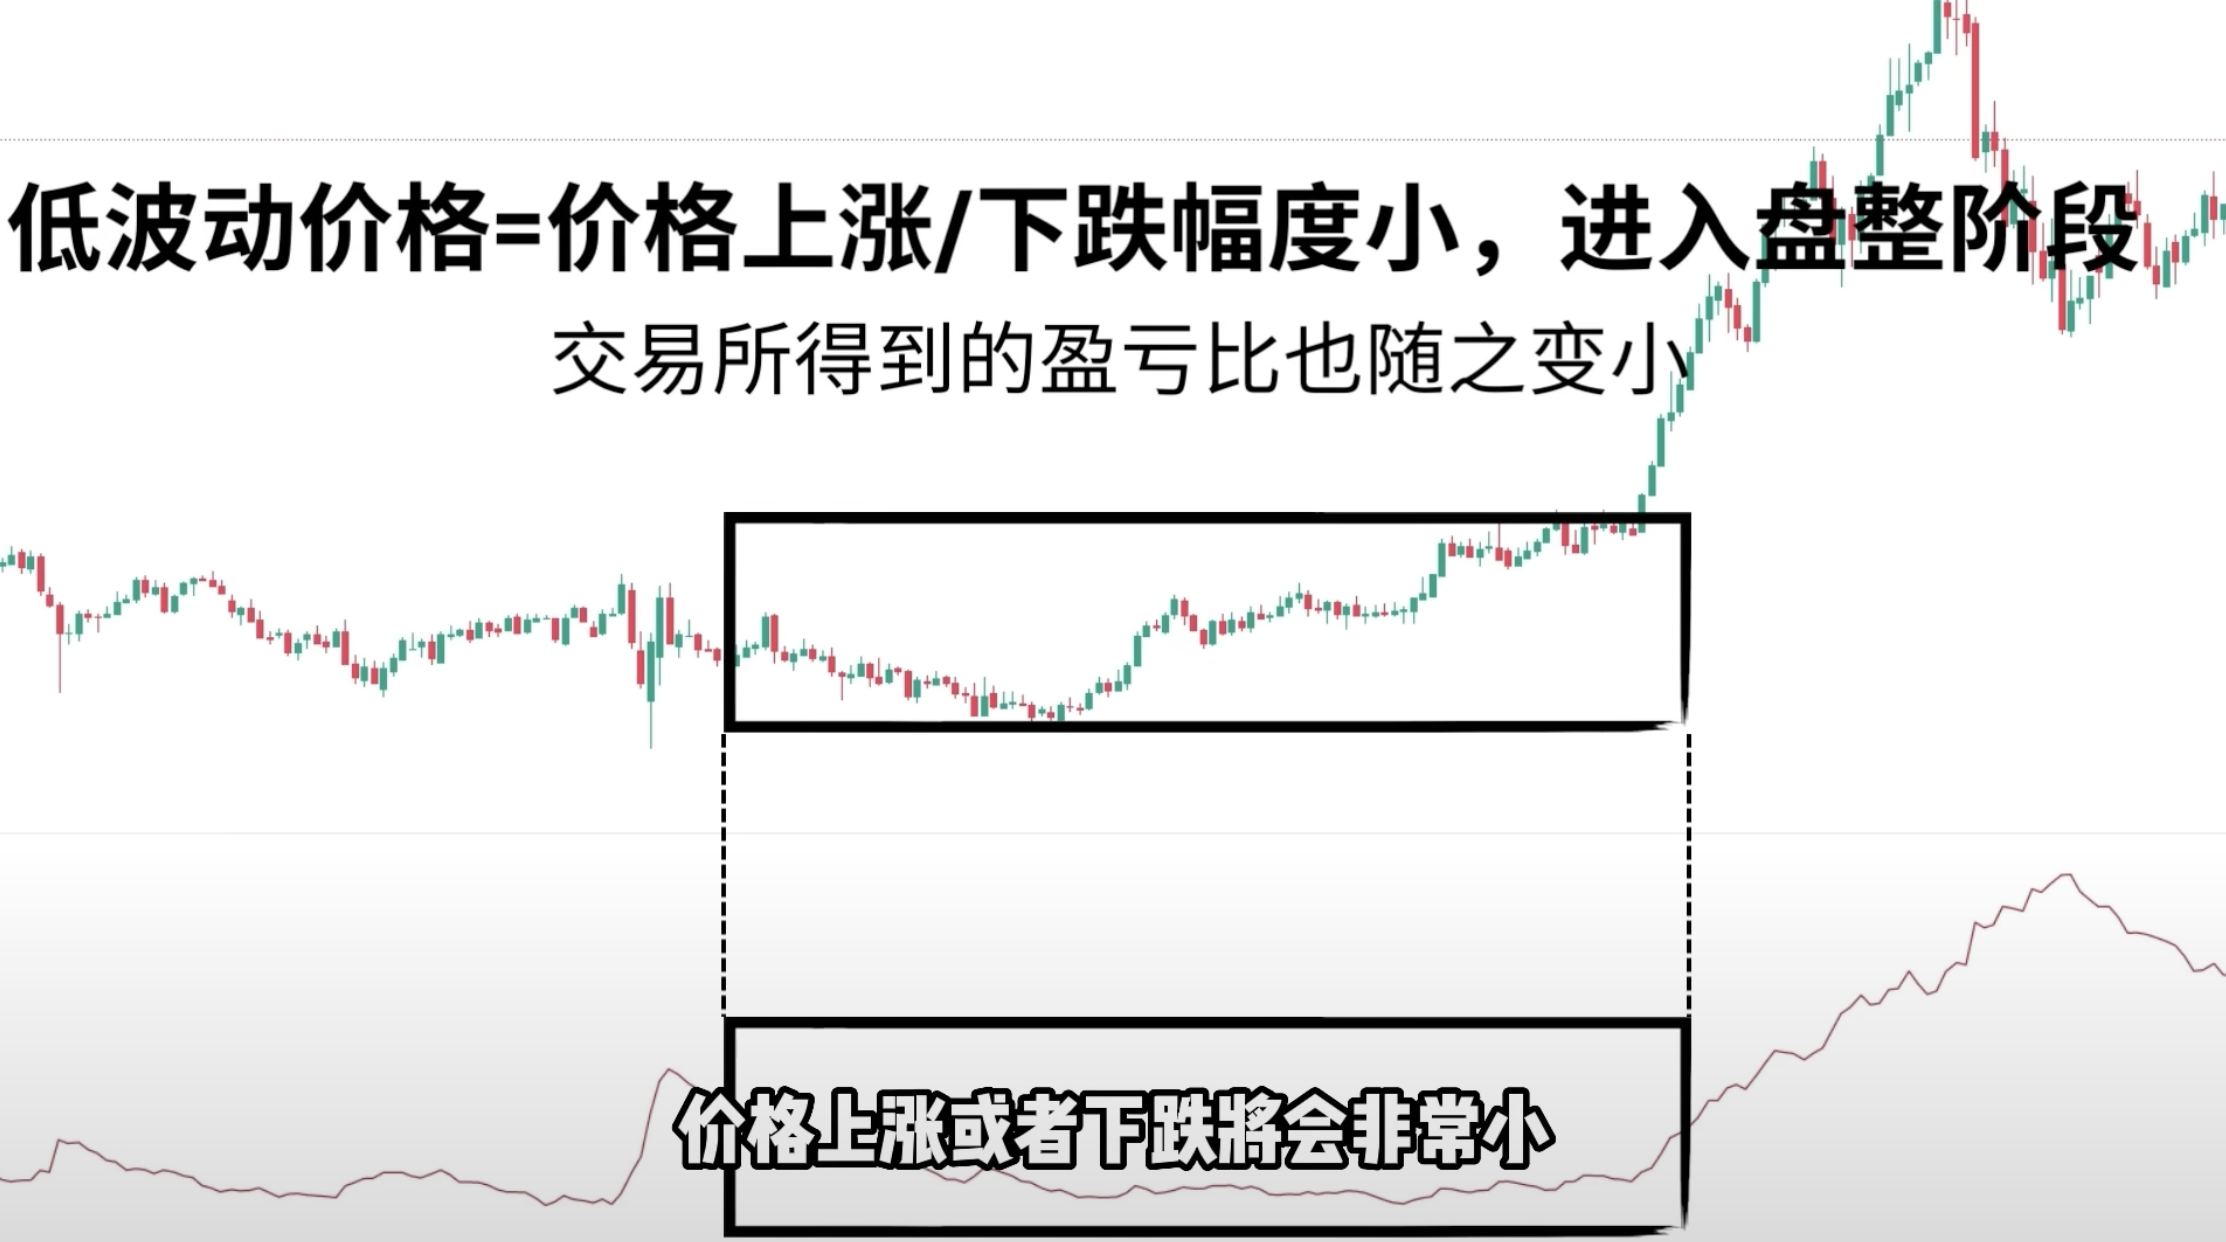 低波动价格=价格上涨/下跌幅度小，进入盘整阶段
交易所得到的盈亏比也随之变小
价格上涨或者下跌將会非常小